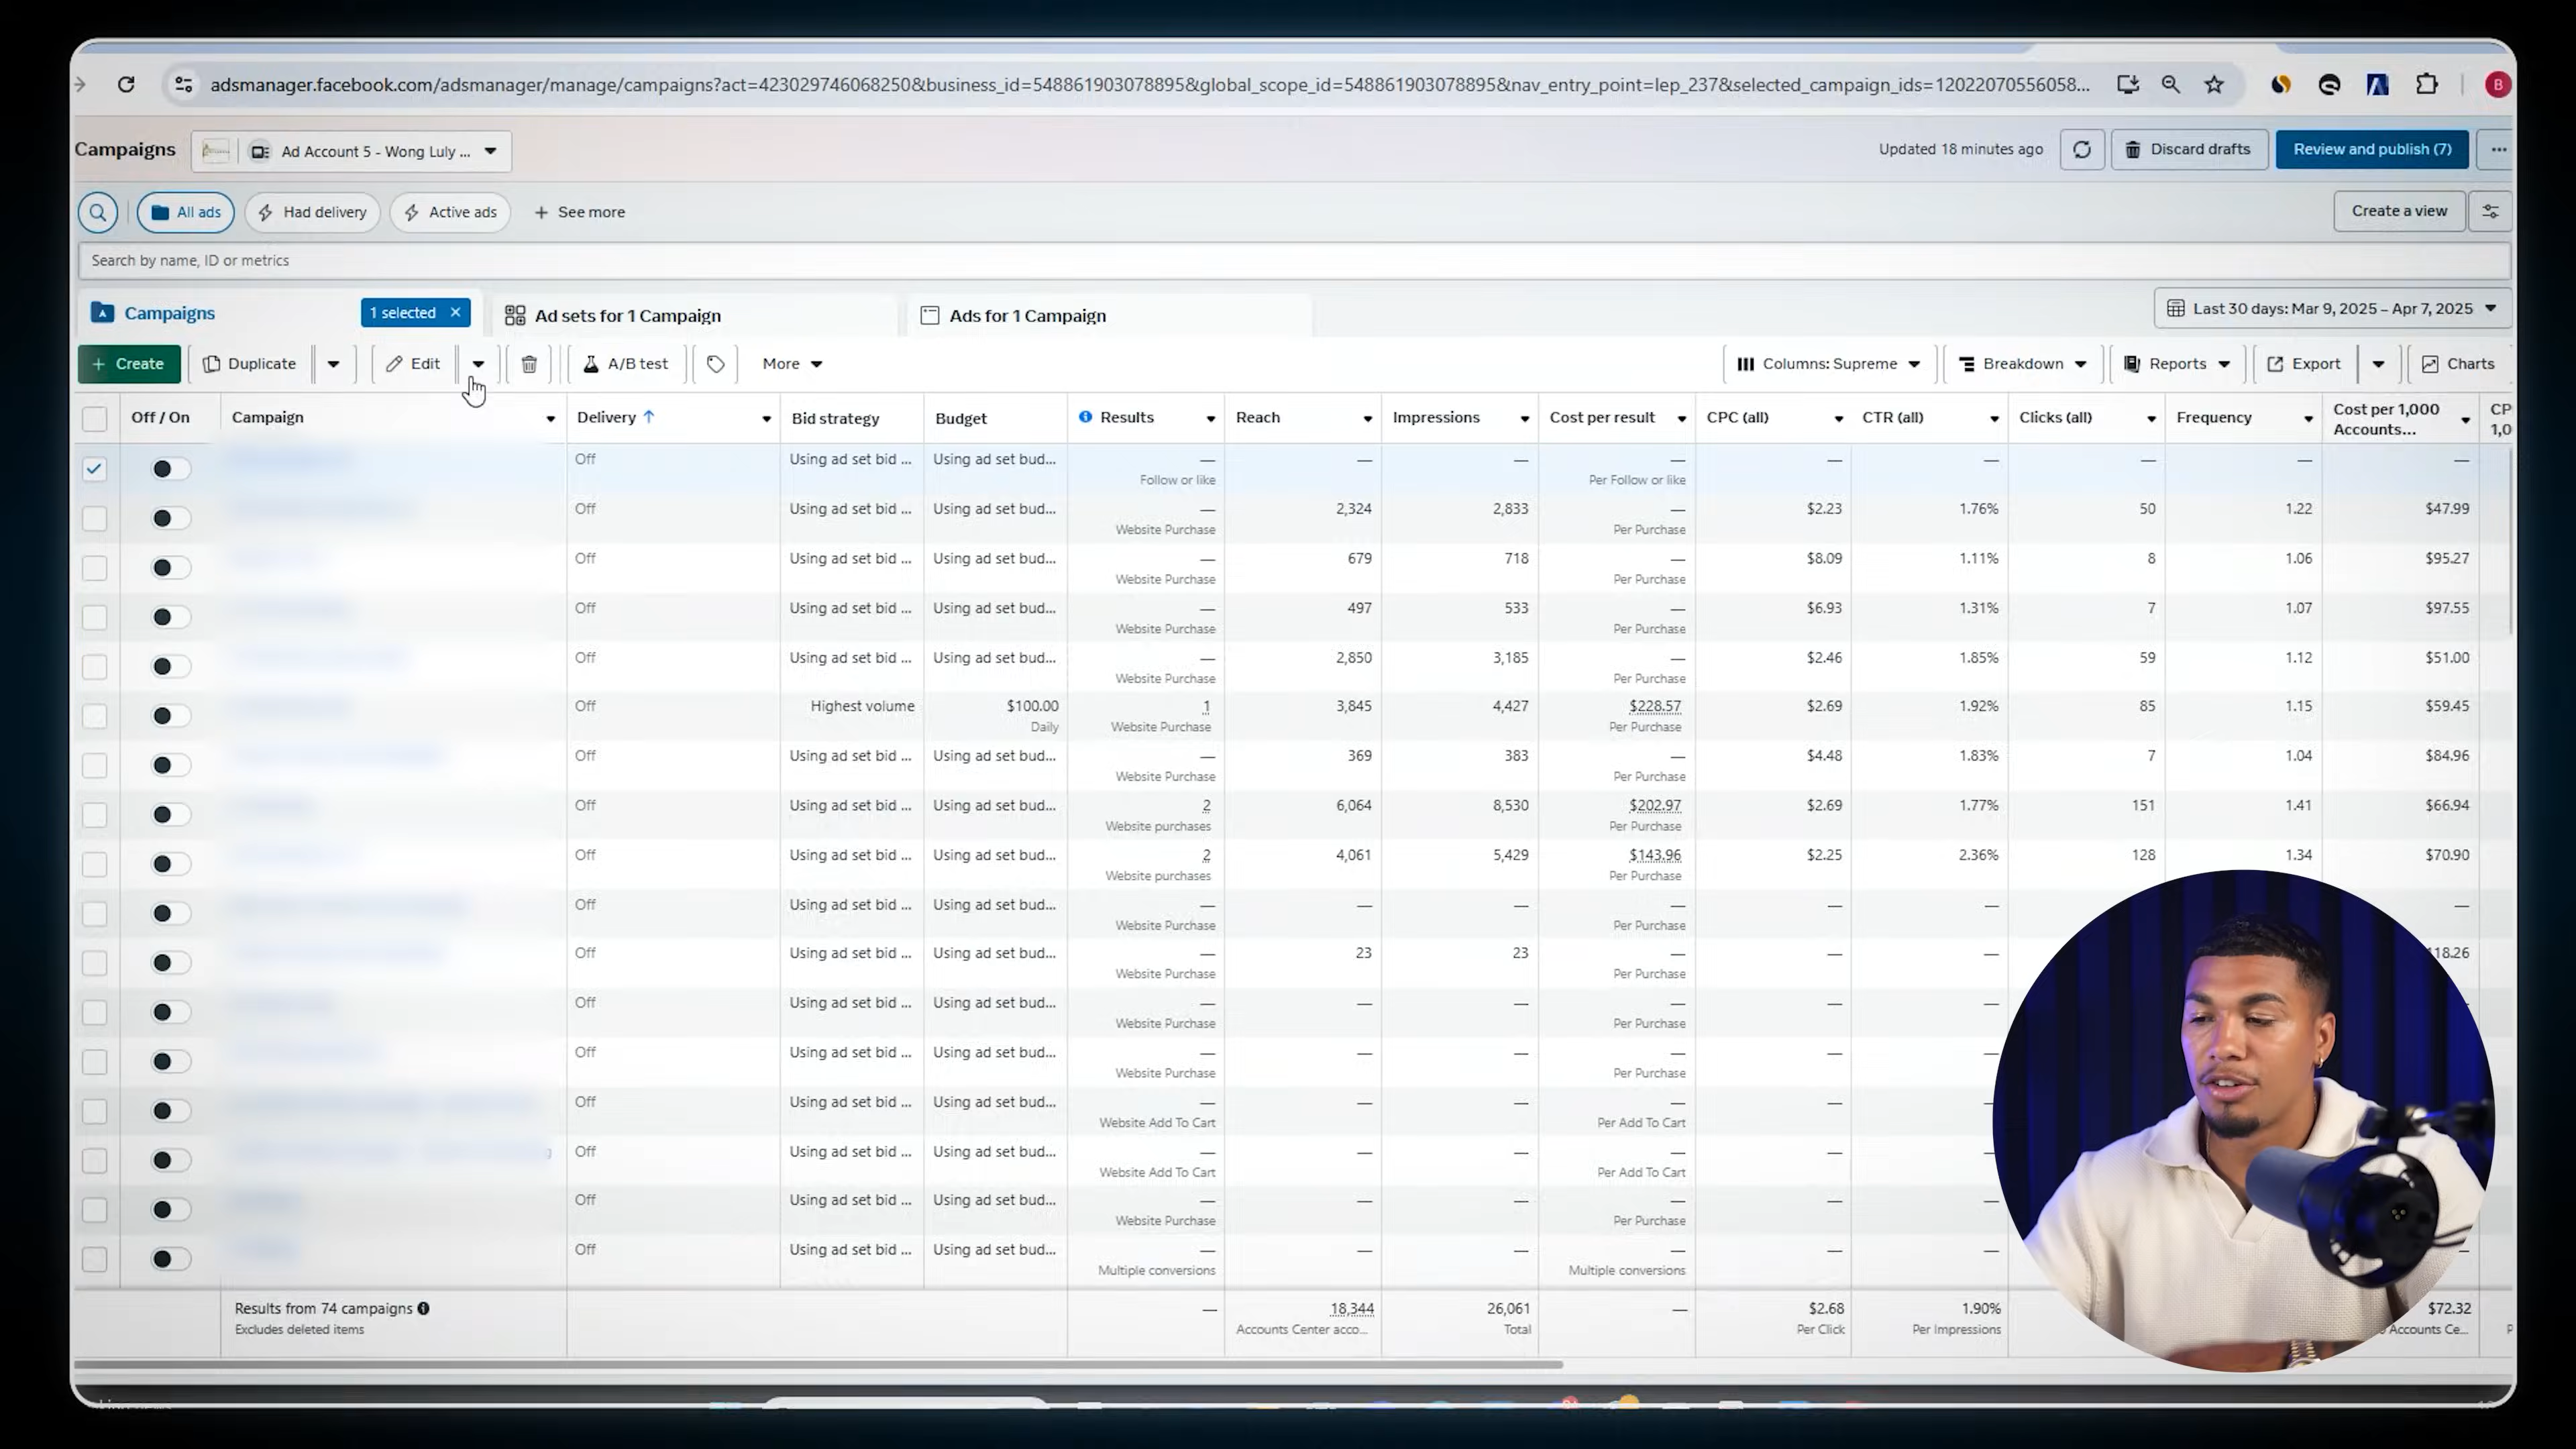 adsmanager.facebook.com/adsmanager/manage/campaigns?act=423029746068250&business_id=548861903078895&global_scope_id=548861903078895&nav_entry_point=lep_237&selected_campaign_ids=12022070556058...
B
Campaigns
Ad Account 5 - Wong Luly ...
Updated 18 minutes ago
Discard drafts
Review and publish (7)
All ads
Had delivery
Active ads
+ See more
Create a view
Search by name, ID or metrics
Campaigns
1 selected
Ad sets for 1 Campaign
Ads for 1 Campaign
Last 30 days: Mar 9, 2025 – Apr 7, 2025
+ Create
Duplicate
Edit
A/B test
More
Columns: Supreme
Breakdown
Reports
Export
Charts
Off / On
Campaign
Delivery ↑
Bid strategy
Budget
Results
Reach
Impressions
Cost per result
CPC (all)
CTR (all)
Clicks (all)
Frequency
Cost per 1,000
Accounts...
CP
1,0
Off Using ad set bid ... Using ad set bud... — — — — — — — — —
Follow or like Per Follow or like
Off Using ad set bid ... Using ad set bud... — 2,324 2,833 — $2.23 1.76% 50 1.22 $47.99
Website Purchase Per Purchase
Off Using ad set bid ... Using ad set bud... — 679 718 — $8.09 1.11% 8 1.06 $95.27
Website Purchase Per Purchase
Off Using ad set bid ... Using ad set bud... — 497 533 — $6.93 1.31% 7 1.07 $97.55
Website Purchase Per Purchase
Off Using ad set bid ... Using ad set bud... — 2,850 3,185 — $2.46 1.85% 59 1.12 $51.00
Website Purchase Per Purchase
Off Highest volume $100.00 1 3,845 4,427 $228.57 $2.69 1.92% 85 1.15 $59.45
Daily Website Purchase Per Purchase
Off Using ad set bid ... Using ad set bud... — 369 383 — $4.48 1.83% 7 1.04 $84.96
Website Purchase Per Purchase
Off Using ad set bid ... Using ad set bud... 2 6,064 8,530 $202.97 $2.69 1.77% 151 1.41 $66.94
Website purchases Per Purchase
Off Using ad set bid ... Using ad set bud... 2 4,061 5,429 $143.96 $2.25 2.36% 128 1.34 $70.90
Website purchases Per Purchase
Off Using ad set bid ... Using ad set bud... — — — — — — —
Website Purchase Per Purchase
Off Using ad set bid ... Using ad set bud... — 23 23 — — — 18.26
Website Purchase Per Purchase
Off Using ad set bid ... Using ad set bud... — — — — — —
Website Purchase Per Purchase
Off Using ad set bid ... Using ad set bud... — — — — — —
Website Purchase Per Purchase
Off Using ad set bid ... Using ad set bud... — — — — — —
Website Add To Cart Per Add To Cart
Off Using ad set bid ... Using ad set bud... — — — — — —
Website Add To Cart Per Add To Cart
Off Using ad set bid ... Using ad set bud... — — — — — —
Website Purchase Per Purchase
Off Using ad set bid ... Using ad set bud... — — — — — —
Multiple conversions Multiple conversions
Results from 74 campaigns — 18,344 26,061 — $2.68 1.90% $72.32
Excludes deleted items Accounts Center acco... Total Per Click Per Impressions Accounts Ce...